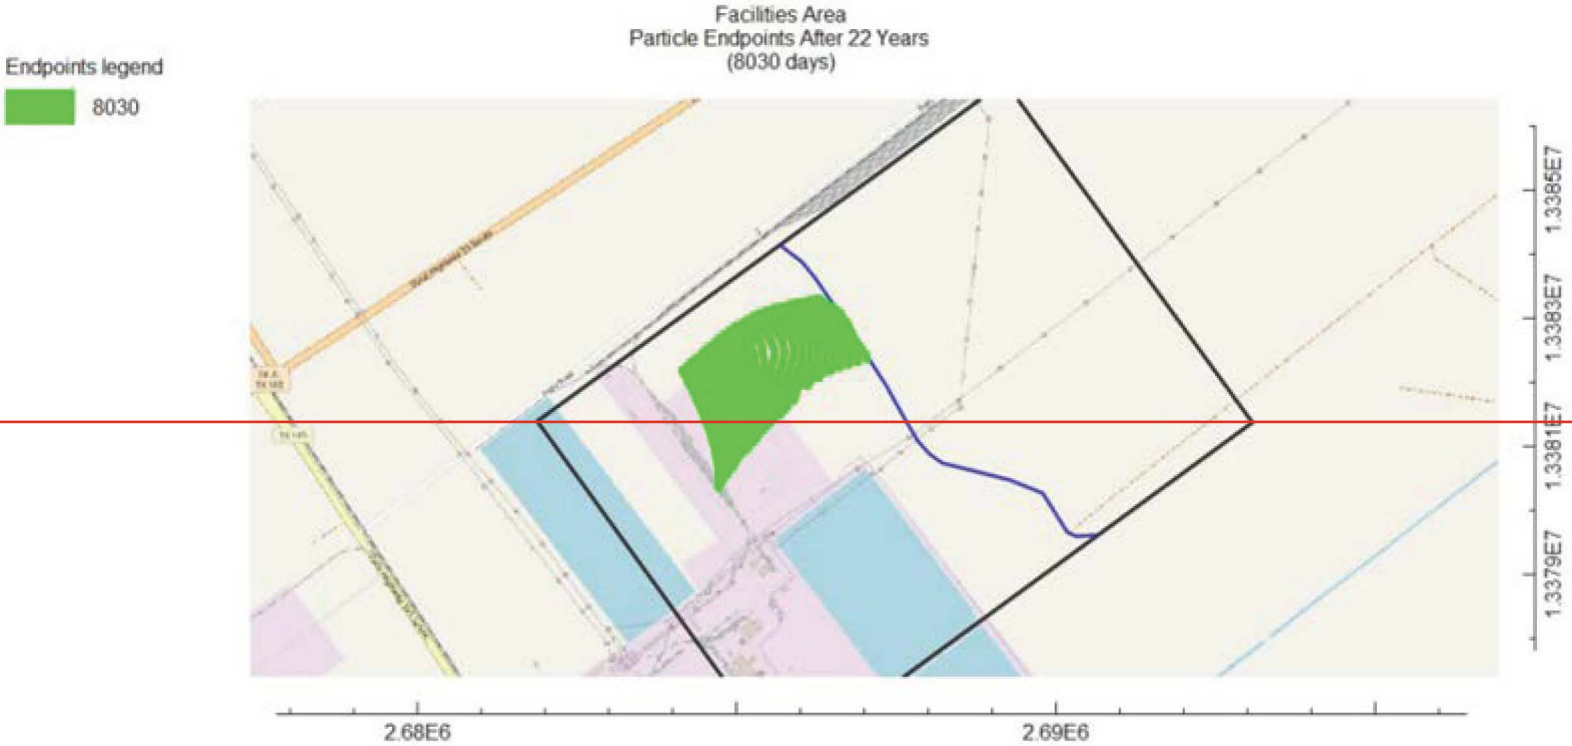 Facilities Area
Particle Endpoints After 22 Years
(8030 days)
Endpoints legend
8030
1.3385E7
1.3383E7
1.3381E7
1.3379E7
2.68E6
2.69E6